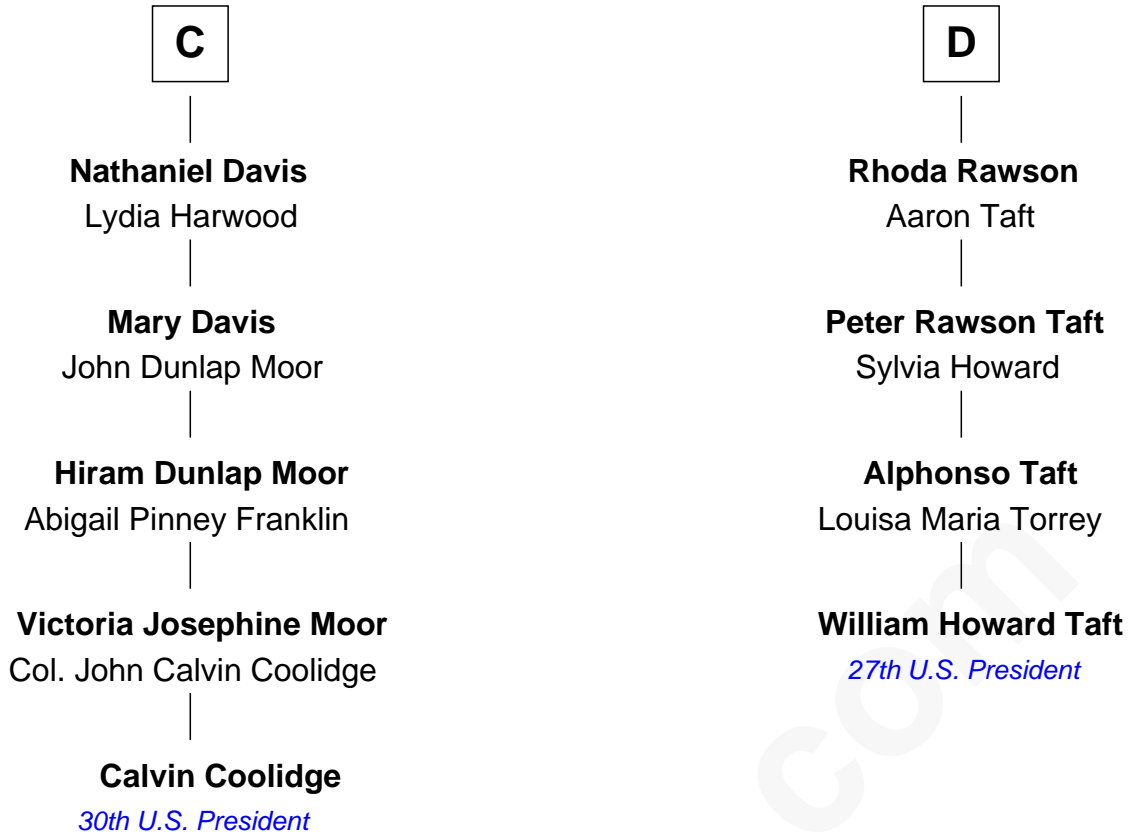 C
Nathaniel Davis
Lydia Harwood
Mary Davis
John Dunlap Moor
Hiram Dunlap Moor
Abigail Pinney Franklin
Victoria Josephine Moor
Col. John Calvin Coolidge
Calvin Coolidge
30th U.S. President
D
Rhoda Rawson
Aaron Taft
Peter Rawson Taft
Sylvia Howard
Alphonso Taft
Louisa Maria Torrey
William Howard Taft
27th U.S. President
com